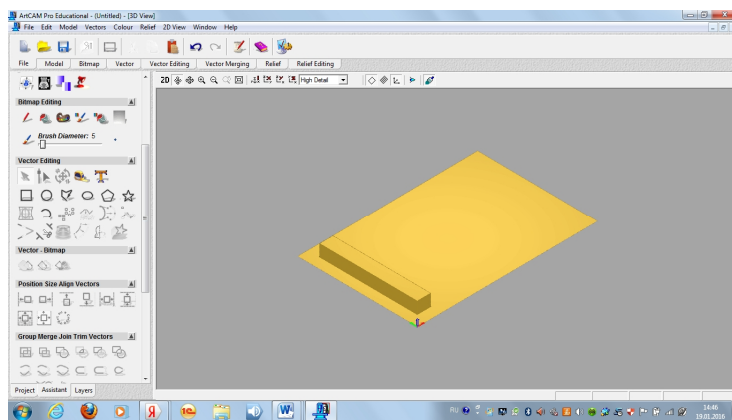 ArtCAM Pro Educational - (Untitled) - [3D View]
File Edit Model Vectors Colour Relief 2D View Window Help
File Model Bitmap Vector Vector Editing Vector Merging Relief Relief Editing
2D High Detail
Bitmap Editing
Brush Diameter: 5
Vector Editing
Vector - Bitmap
Position Size Align Vectors
Group Merge Join Trim Vectors
Project Assistant Layers
RU
14:46
19.01.2016